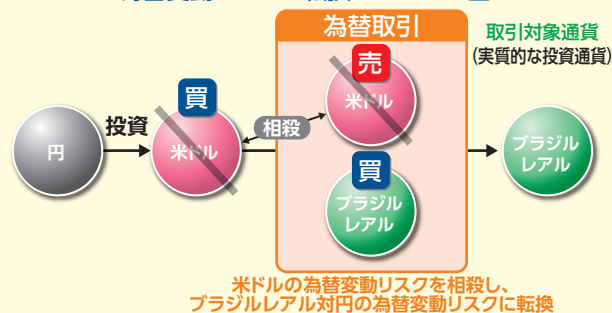 為替取引
取引対象通貨
(実質的な投資通貨)
売
米ドル
買
投資
相殺
円
米ドル
買
ブラジル
レアル
ブラジル
レアル
米ドルの為替変動リスクを相殺し、
ブラジルレアル対円の為替変動リスクに転換